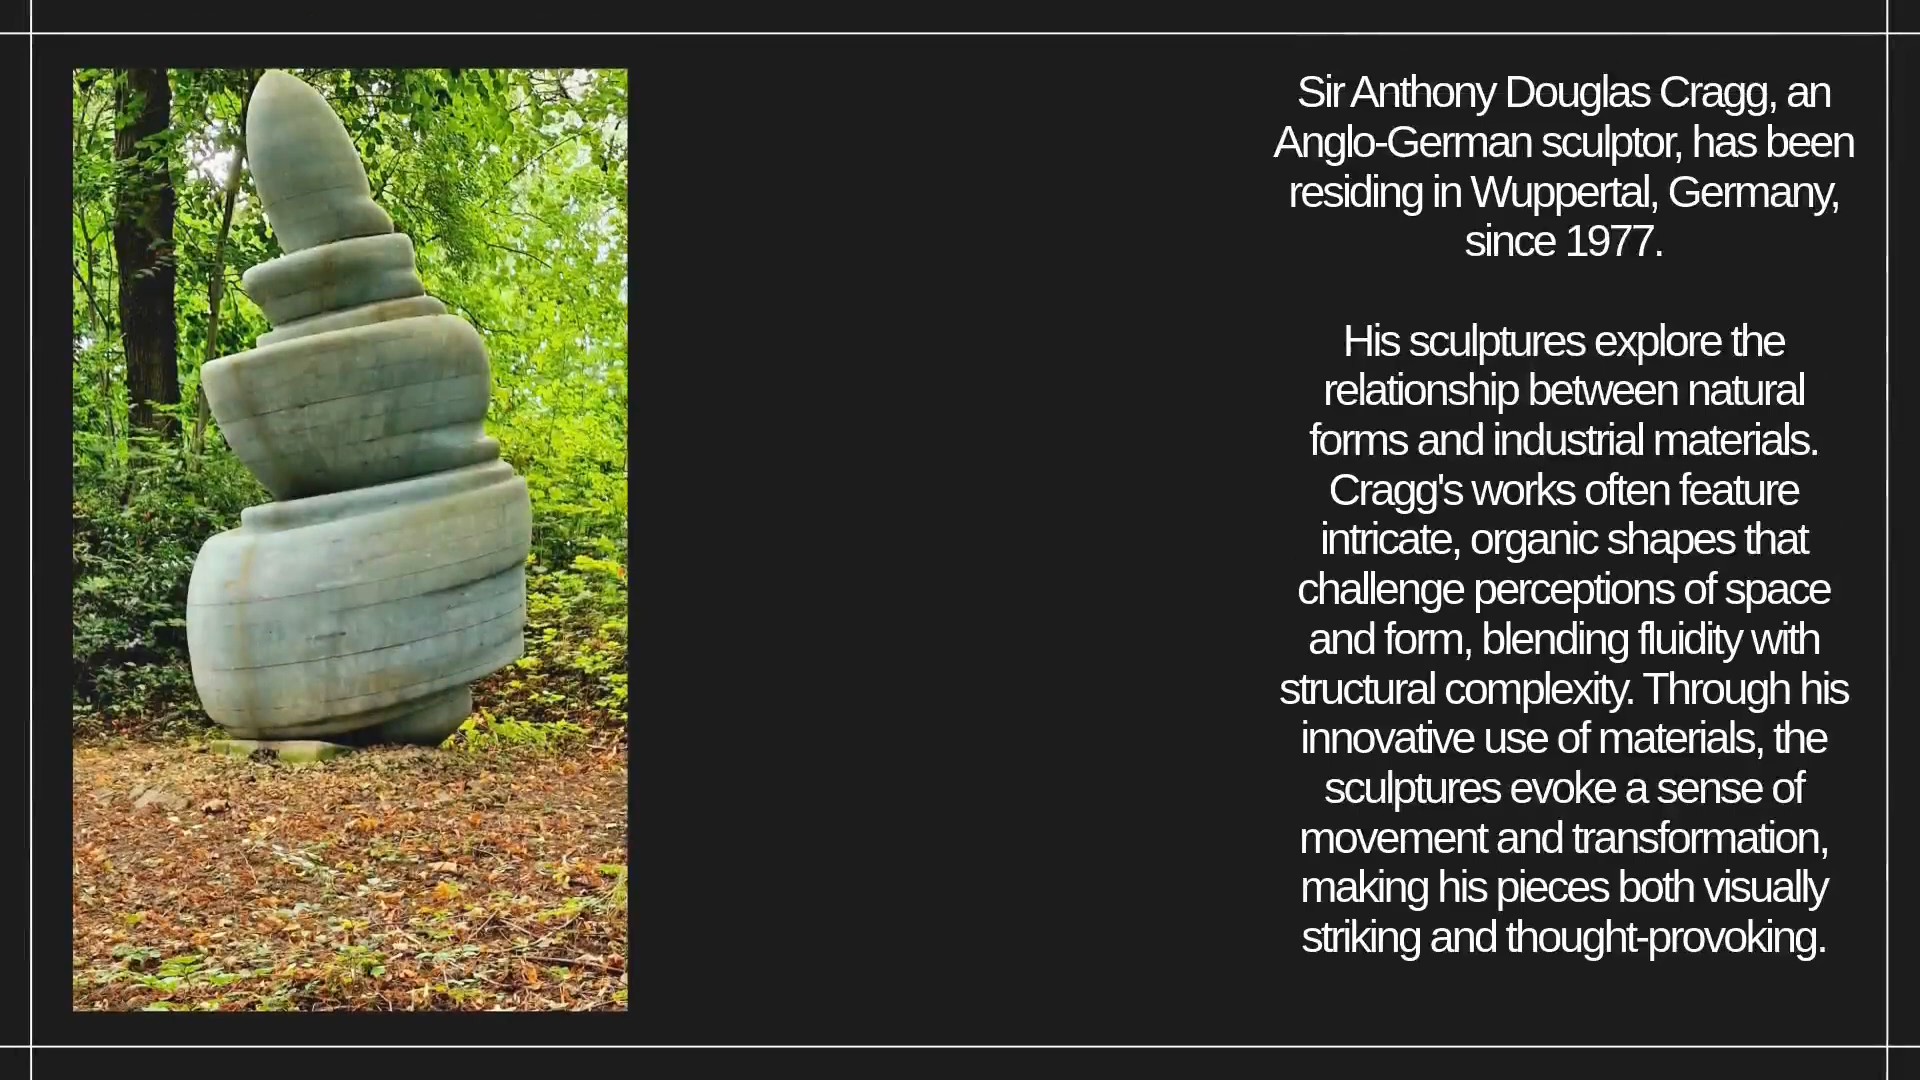 Sir Anthony Douglas Cragg, an
Anglo-German sculptor, has been
residing in Wuppertal, Germany,
since 1977.
His sculptures explore the
relationship between natural
forms and industrial materials.
Cragg's works often feature
intricate, organic shapes that
challenge perceptions of space
and form, blending fluidity with
structural complexity. Through his
innovative use of materials, the
sculptures evoke a sense of
movement and transformation,
making his pieces both visually
striking and thought-provoking.